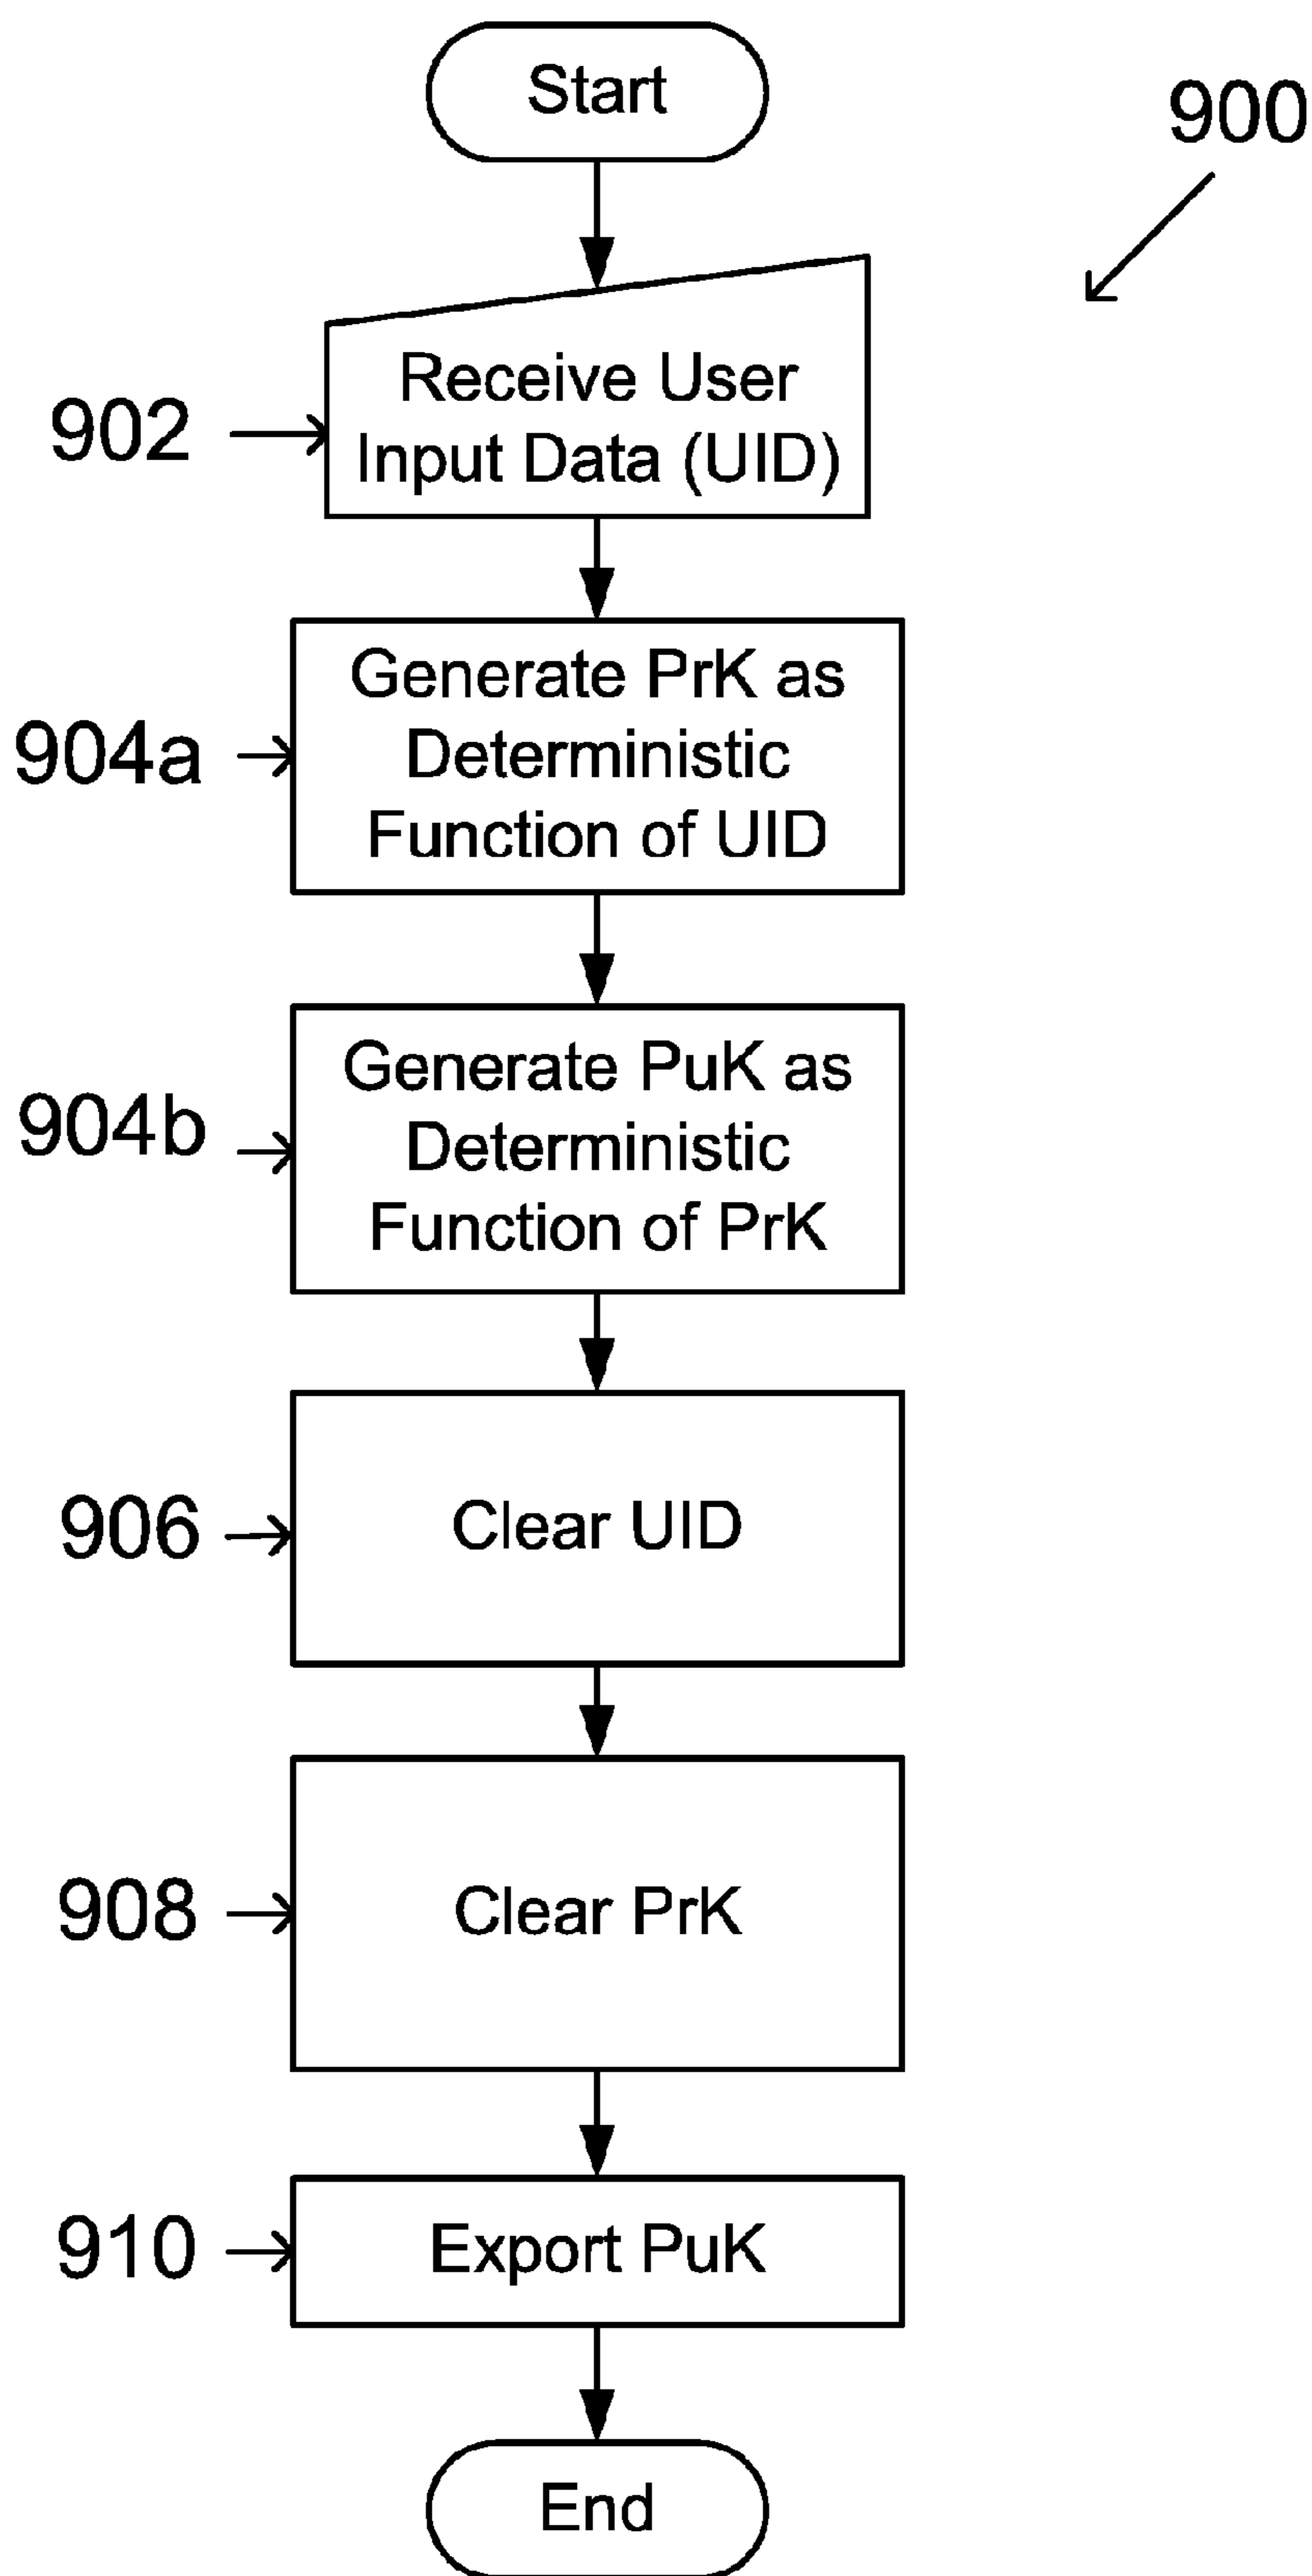 Start
900
Receive User
902
Input Data (UID)
Generate PrK as
904a
Deterministic
Function of UID
Generate PuK as
904b
Deterministic
Function of PrK
906
Clear UID
908
Clear PrK
910
Export PuK
End